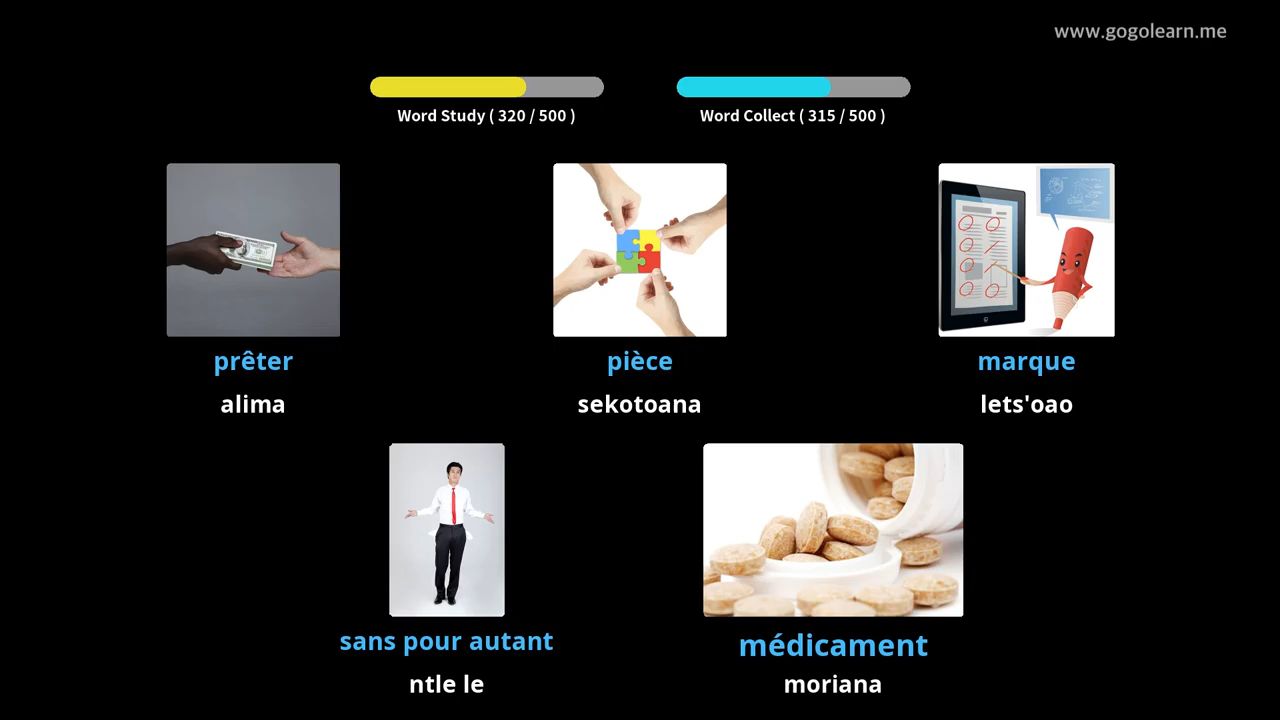 www.gogolearn.me
Word Study ( 320 / 500 )
Word Collect ( 315 / 500 )
prêter
alima
pièce
sekotoana
marque
lets'oao
sans pour autant
ntle le
médicament
moriana